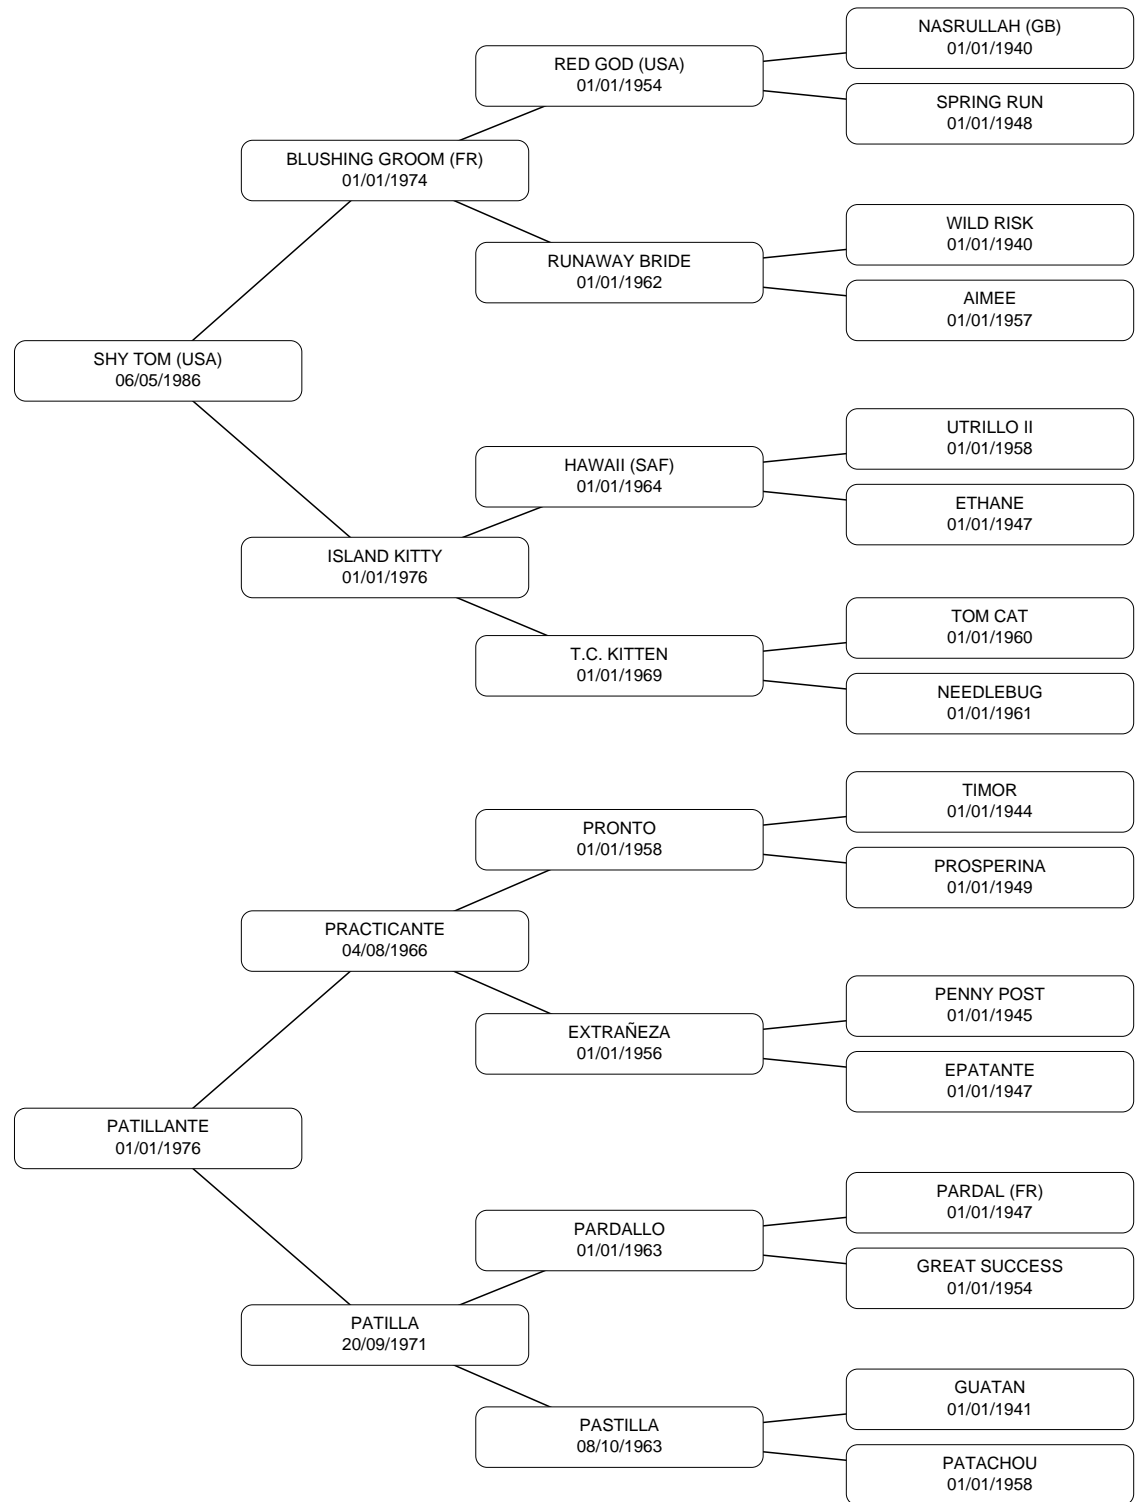 NASRULLAH (GB)
01/01/1940
RED GOD (USA)
01/01/1954
SPRING RUN
01/01/1948
BLUSHING GROOM (FR)
01/01/1974
WILD RISK
01/01/1940
RUNAWAY BRIDE
01/01/1962
AIMEE
01/01/1957
SHY TOM (USA)
06/05/1986
UTRILLO II
01/01/1958
HAWAII (SAF)
01/01/1964
ETHANE
01/01/1947
ISLAND KITTY
01/01/1976
TOM CAT
01/01/1960
T.C. KITTEN
01/01/1969
NEEDLEBUG
01/01/1961
TIMOR
01/01/1944
PRONTO
01/01/1958
PROSPERINA
01/01/1949
PRACTICANTE
04/08/1966
PENNY POST
01/01/1945
EXTRAÑEZA
01/01/1956
EPATANTE
01/01/1947
PATILLANTE
01/01/1976
PARDAL (FR)
01/01/1947
PARDALLO
01/01/1963
GREAT SUCCESS
01/01/1954
PATILLA
20/09/1971
GUATAN
01/01/1941
PASTILLA
08/10/1963
PATACHOU
01/01/1958